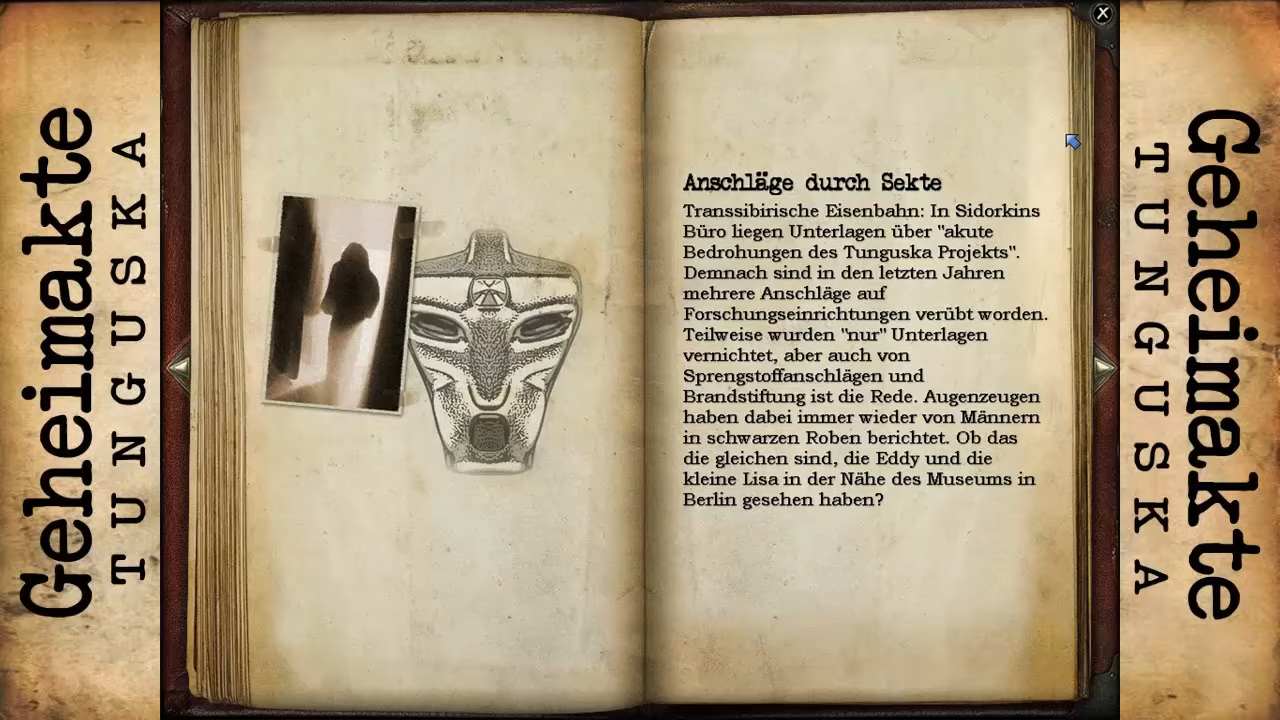 Geheimakte
TUNGUSKA
Anschläge durch Sekte
Transsibirische Eisenbahn: In Sidorkins
Büro liegen Unterlagen über "akute
Bedrohungen des Tunguska Projekts".
Demnach sind in den letzten Jahren
mehrere Anschläge auf
Forschungseinrichtungen verübt worden.
Teilweise wurden "nur" Unterlagen
vernichtet, aber auch von
Sprengstoffanschlägen und
Brandstiftung ist die Rede. Augenzeugen
haben dabei immer wieder von Männern
in schwarzen Roben berichtet. Ob das
die gleichen sind, die Eddy und die
kleine Lisa in der Nähe des Museums in
Berlin gesehen haben?
Geheimakte
TUNGUSKA